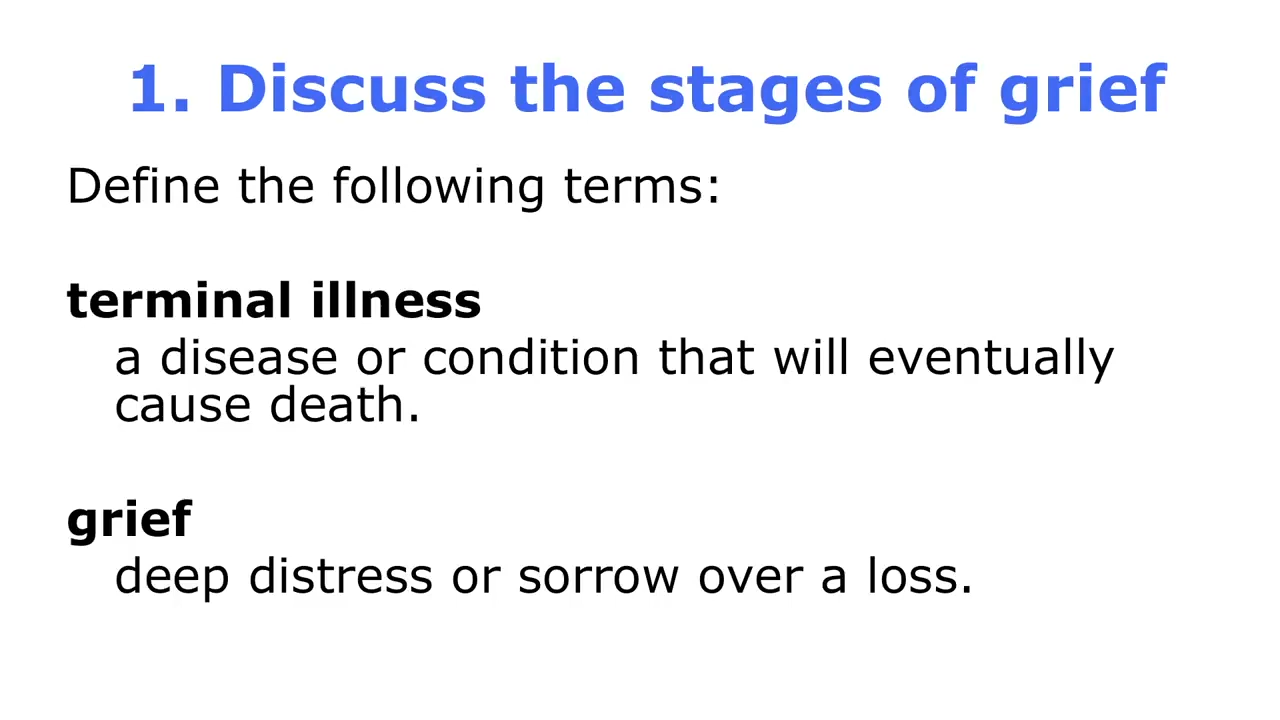 1. Discuss the stages of grief
Define the following terms:
terminal illness
a disease or condition that will eventually
cause death.
grief
deep distress or sorrow over a loss.